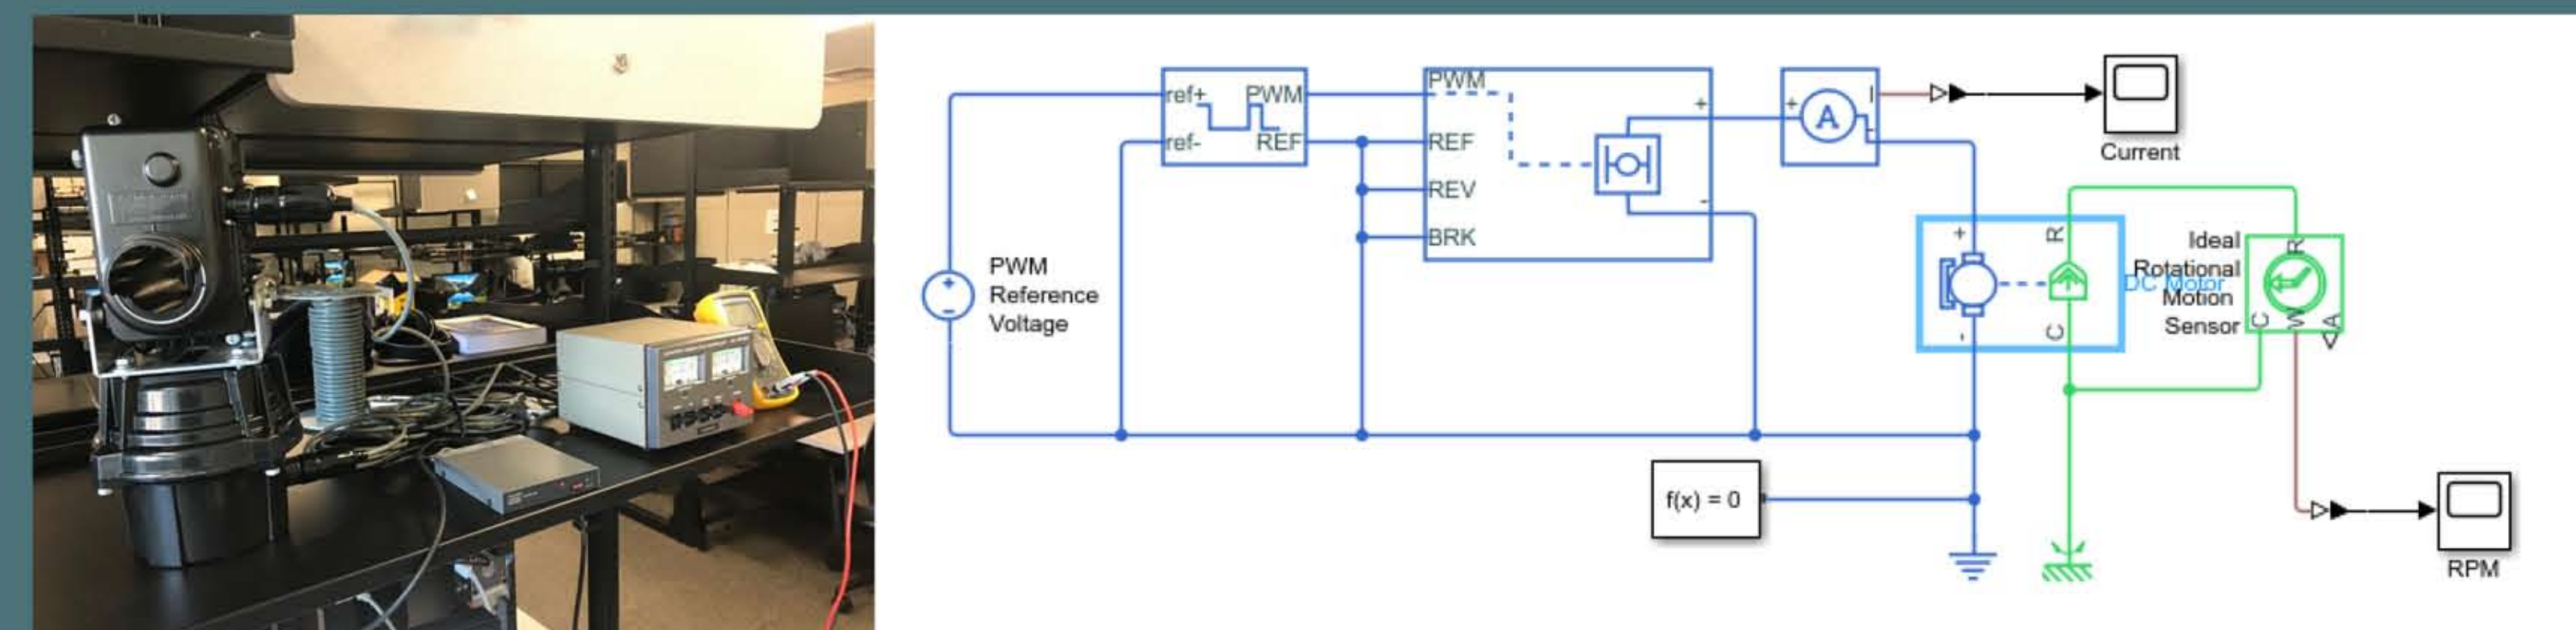 ref+
PWM
ref-
REF
PWM
REF
REV
BRK
+
-
+
A
I
-
Current
PWM
Reference
Voltage
+
-
+
-
R
C
DC Motor
Ideal
Rotational
Motion
Sensor
R
C
W
A
f(x) = 0
RPM